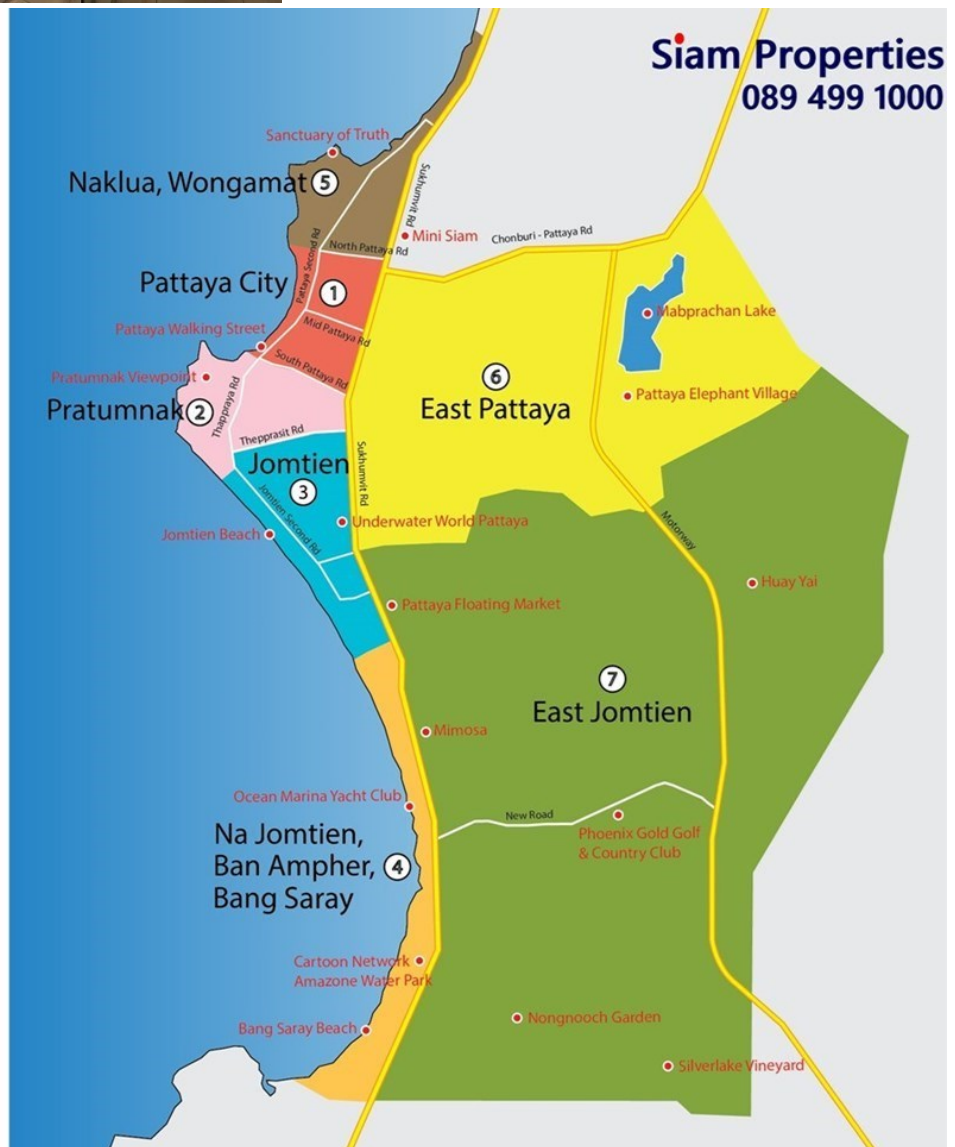 Siam Properties
089 499 1000
Sanctuary of Truth
Naklua, Wongamat
5
Sukhumvit Rd
Mini Siam
Chonburi - Pattaya Rd
North Pattaya Rd
Pattaya Second Rd
Pattaya City
1
Mabprachan Lake
Mid Pattaya Rd
Pattaya Walking Street
South Pattaya Rd
Pratumnak Viewpoint
6
East Pattaya
Pattaya Elephant Village
Pratumnak
2
Thappraya Rd
Thepprasit Rd
Jomtien
3
Sukhumvit Rd
Jomtien Second Rd
Underwater World Pattaya
Motorway
Jomtien Beach
Huay Yai
Pattaya Floating Market
7
East Jomtien
Mimosa
Ocean Marina Yacht Club
New Road
Phoenix Gold Golf
& Country Club
Na Jomtien,
Ban Ampher,
Bang Saray
4
Cartoon Network
Amazone Water Park
Bang Saray Beach
Nongnooch Garden
Silverlake Vineyard